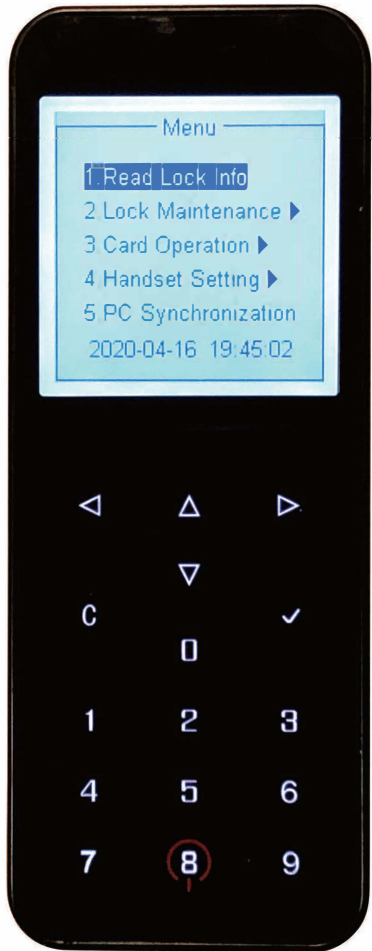 Menu
1.Read Lock Info
2.Lock Maintenance ▶
3.Card Operation ▶
4.Handset Setting ▶
5.PC Synchronization
2020-04-16 19:45:02
◁ △ ▷
▽
C ✓
0
1 2 3
4 5 6
7 8 9